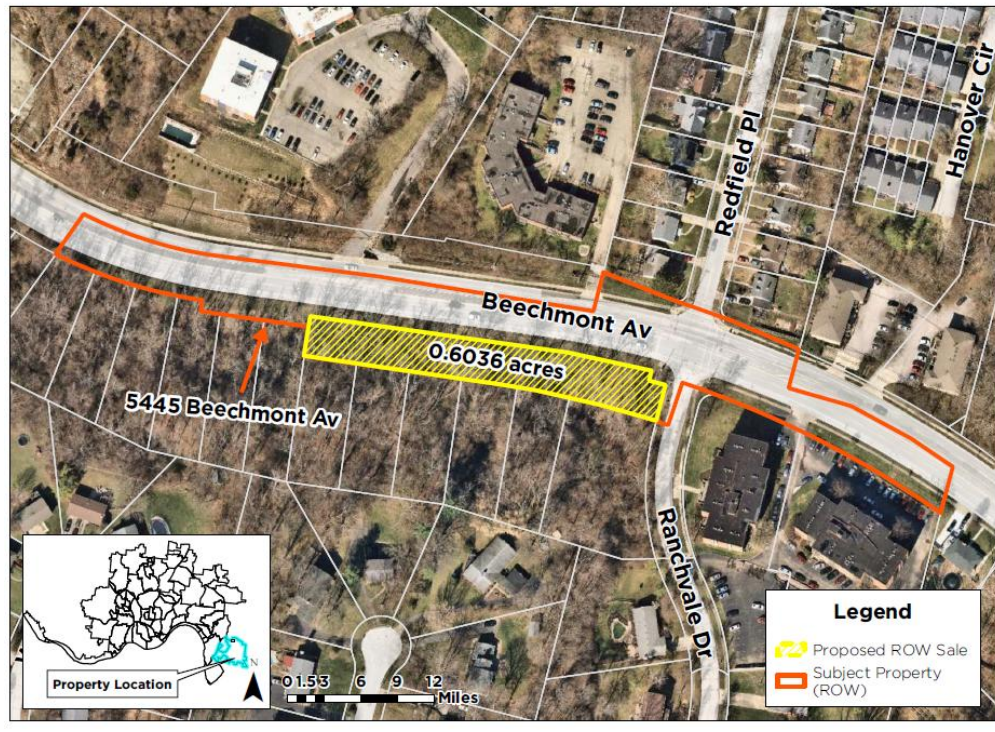 Hanover Cir
Redfield Pl
Beechmont Av
0.6036 acres
5445 Beechmont Av
Ranchvale Dr
Property Location
N
0 1.5 3 6 9 12
Miles
Legend
Proposed ROW Sale
Subject Property
(ROW)